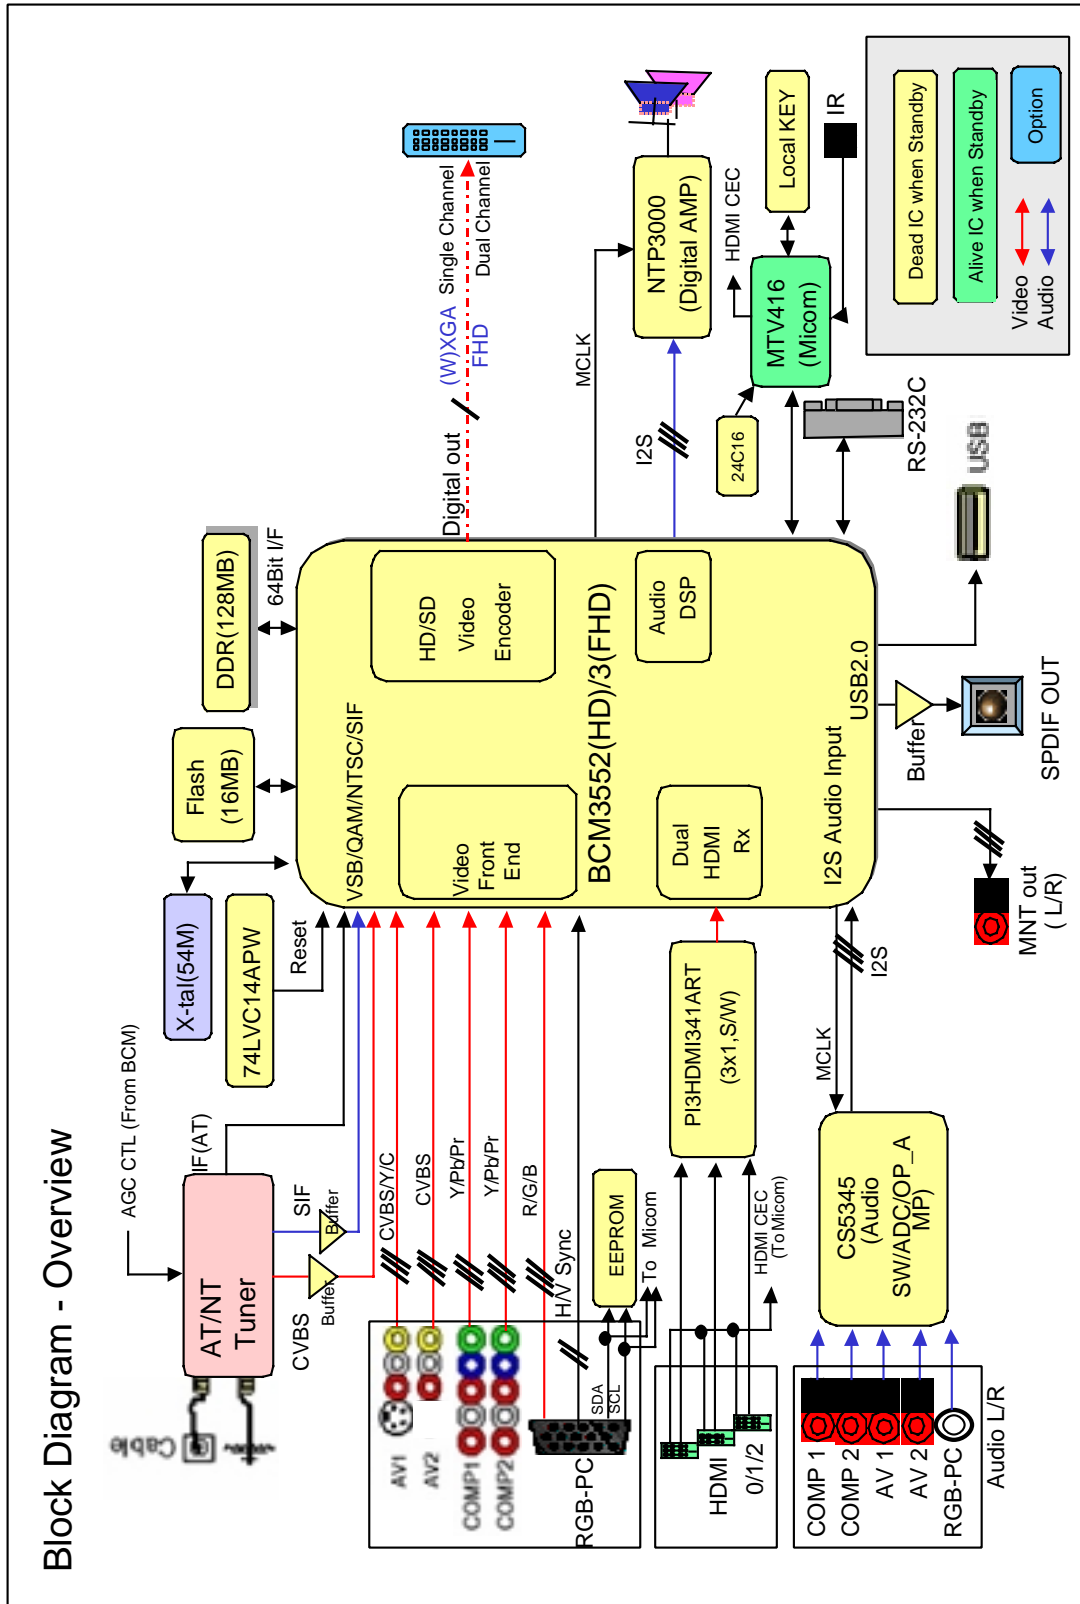 Block Diagram - Overview
Cable
AGC CTL (From BCM)
AT/NT
Tuner
IF(AT)
SIF
Buffer
CVBS
Buffer
X-tal(54M)
74LVC14APW
Reset
Flash
(16MB)
DDR(128MB)
64Bit I/F
VSB/QAM/NTSC/SIF
HD/SD
Video
Encoder
Video
Front
End
BCM3552(HD)/3(FHD)
Audio
DSP
Dual
HDMI
Rx
I2S Audio Input
USB2.0
Digital out
(W)XGA
FHD
Single Channel
Dual Channel
MCLK
I2S
NTP3000
(Digital AMP)
HDMI CEC
Local KEY
IR
MTV416
(Micom)
24C16
RS-232C
USB
Buffer
SPDIF OUT
MNT out
( L/R)
AV1
AV2
COMP1
COMP2
RGB-PC
CVBS/Y/C
CVBS
Y/Pb/Pr
Y/Pb/Pr
R/G/B
H/V Sync
SDA
SCL
EEPROM
To Micom
HDMI
0/1/2
HDMI CEC
(To Micom)
PI3HDMI341ART
(3x1,S/W)
MCLK
I2S
CS5345
(Audio
SW/ADC/OP_A
MP)
COMP 1
COMP 2
AV 1
AV 2
RGB-PC
Audio L/R
Dead IC when Standby
Alive IC when Standby
Option
Video
Audio